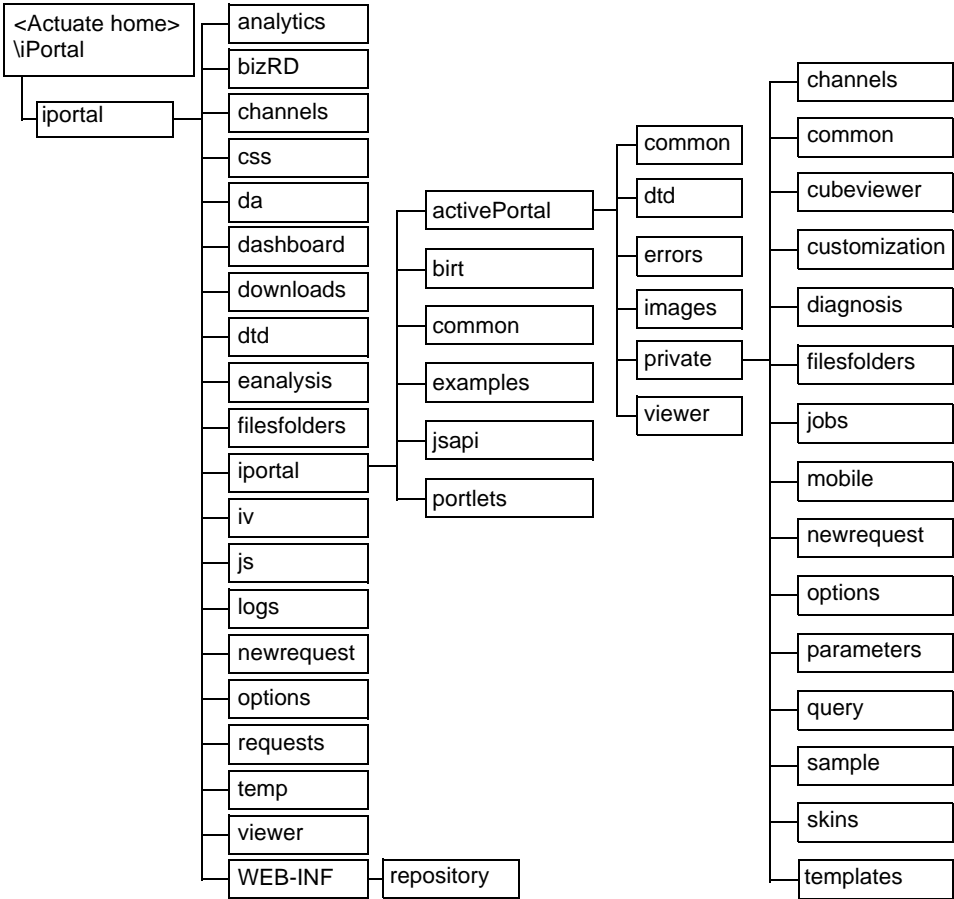 <Actuate home>
\iPortal
iportal
analytics
bizRD
channels
css
da
dashboard
downloads
dtd
eanalysis
filesfolders
iportal
iv
js
logs
newrequest
options
requests
temp
viewer
WEB-INF
repository
activePortal
birt
common
examples
jsapi
portlets
common
dtd
errors
images
private
viewer
channels
common
cubeviewer
customization
diagnosis
filesfolders
jobs
mobile
newrequest
options
parameters
query
sample
skins
templates